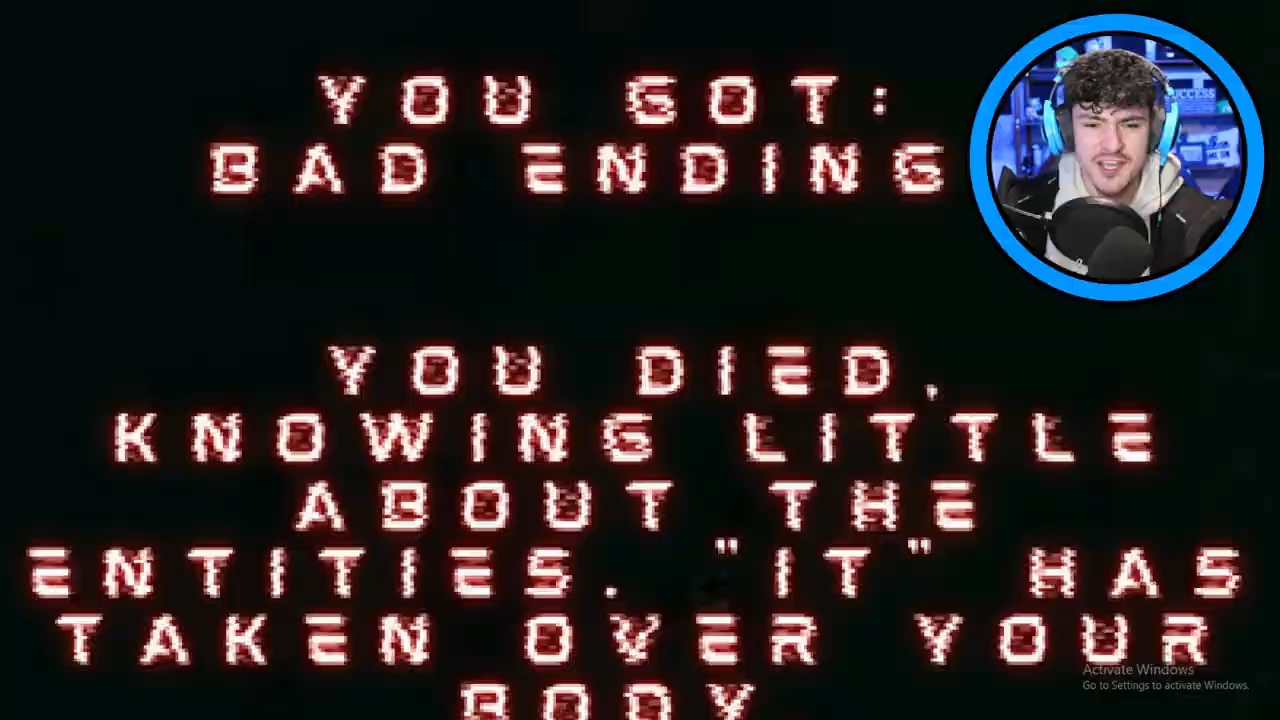 YOU GOT:
BAD ENDING
YOU DIED,
KNOWING LITTLE
ABOUT THE
ENTITIES. "IT" HAS
TAKEN OVER YOUR
BODY
SUCCESS
Activate Windows
Go to Settings to activate Windows.